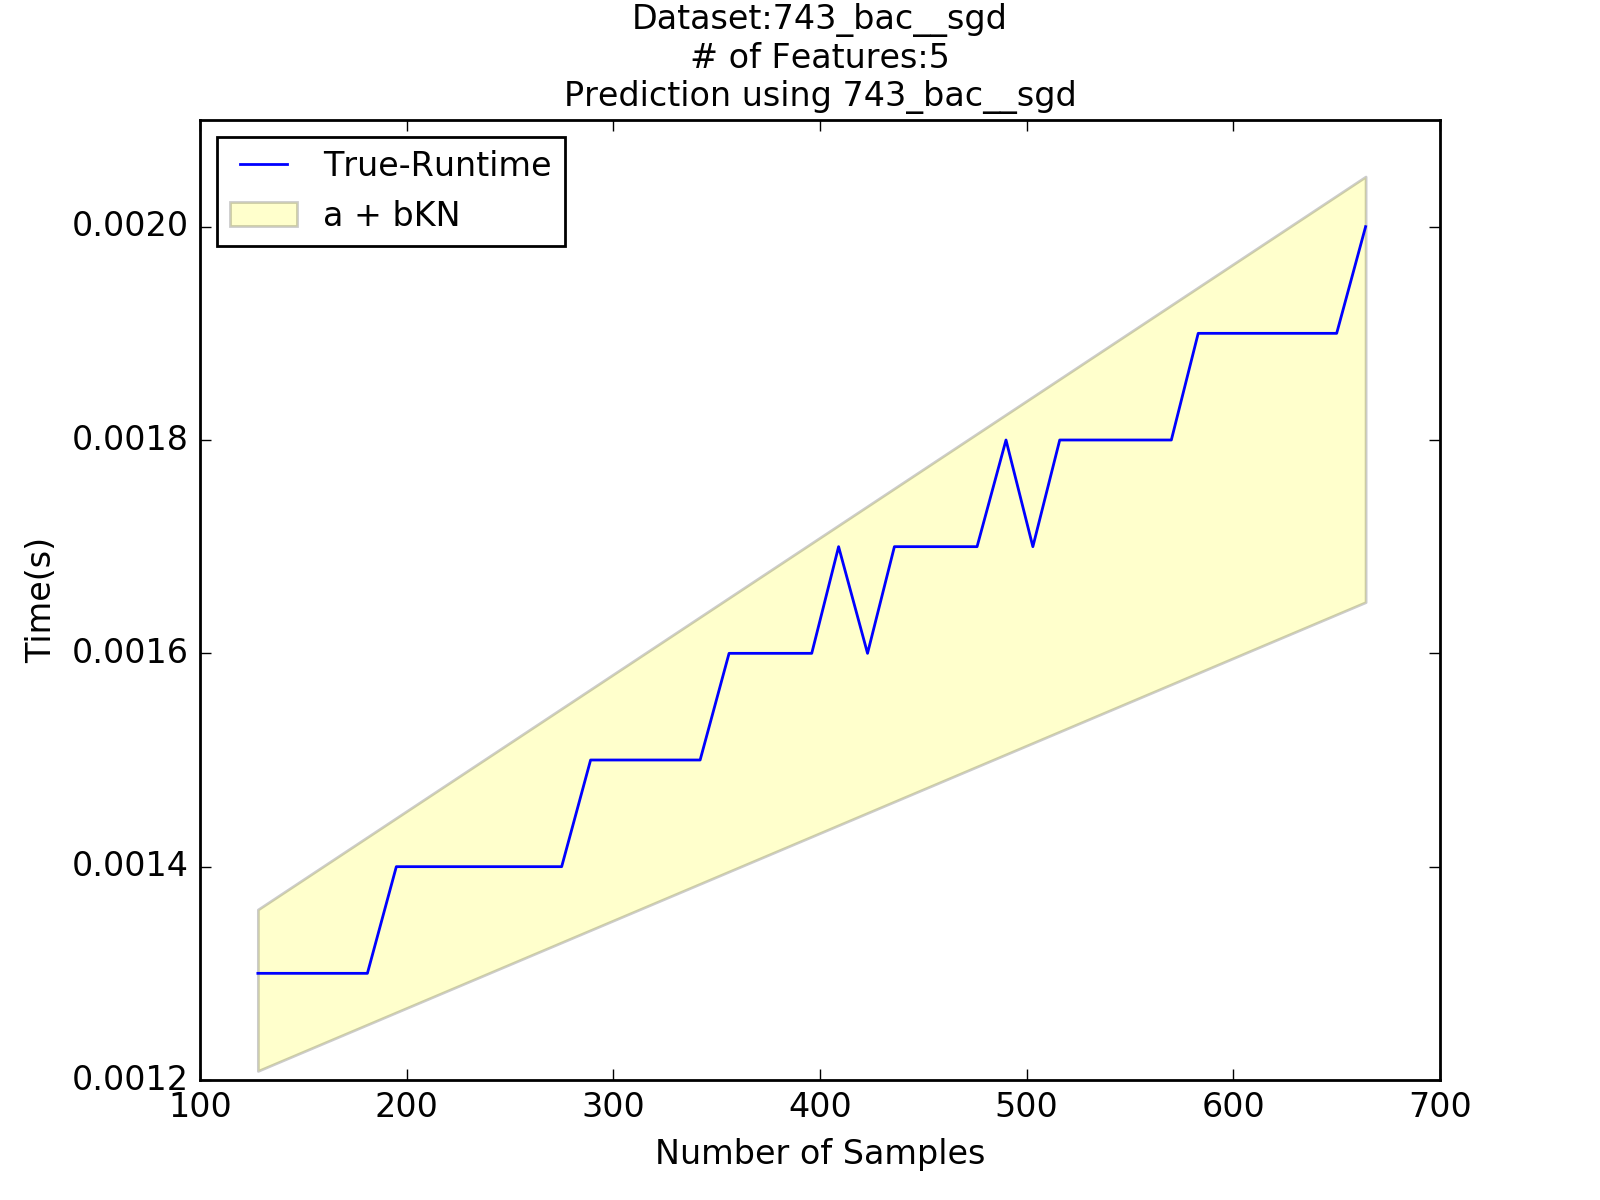 Dataset:743_bac__sgd
# of Features:5
Prediction using 743_bac__sgd
True-Runtime
a + bKN
0.0020
0.0018
0.0016
0.0014
0.0012
Time(s)
100 200 300 400 500 600 700
Number of Samples